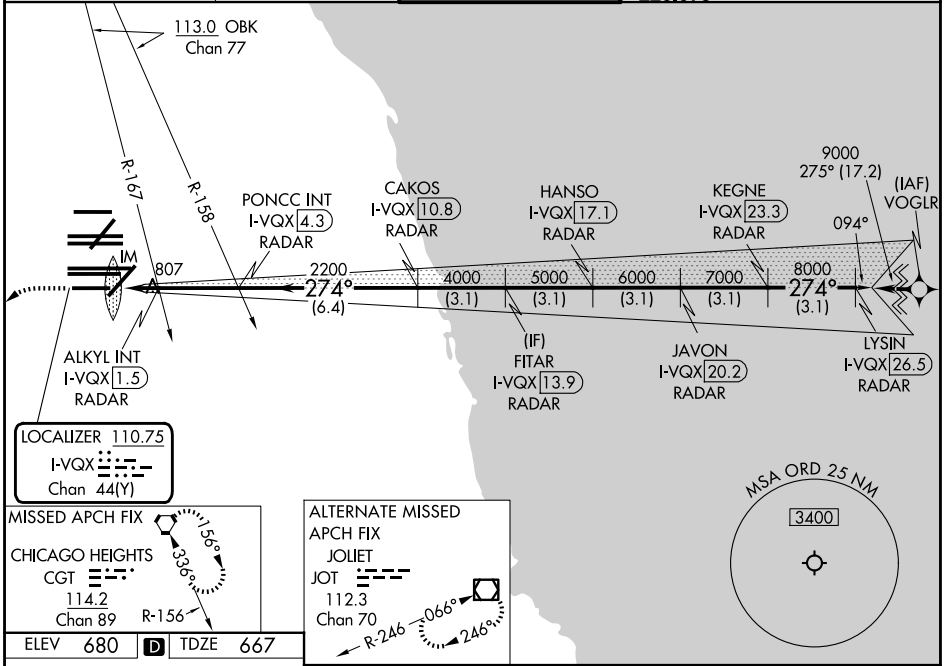 113.0 OBK
Chan 77
R-167
R-158
PONCC INT
I-VQX 4.3
RADAR
CAKOS
I-VQX 10.8
RADAR
HANSO
I-VQX 17.1
RADAR
KEGNE
I-VQX 23.3
RADAR
9000
275° (17.2)
(IAF)
VOGLR
094°
IM
807
2200
274°
(6.4)
4000
(3.1)
5000
(3.1)
6000
(3.1)
7000
(3.1)
8000
274°
(3.1)
ALKYL INT
I-VQX 1.5
RADAR
(IF)
FITAR
I-VQX 13.9
RADAR
JAVON
I-VQX 20.2
RADAR
LYSIN
I-VQX 26.5
RADAR
LOCALIZER 110.75
I-VQX
Chan 44(Y)
MISSED APCH FIX
CHICAGO HEIGHTS
CGT
114.2
Chan 89
156°
336°
R-156
ALTERNATE MISSED
APCH FIX
JOLIET
JOT
112.3
Chan 70
R-246
066°
246°
MSA ORD 25 NM
3400
ELEV 680 D TDZE 667